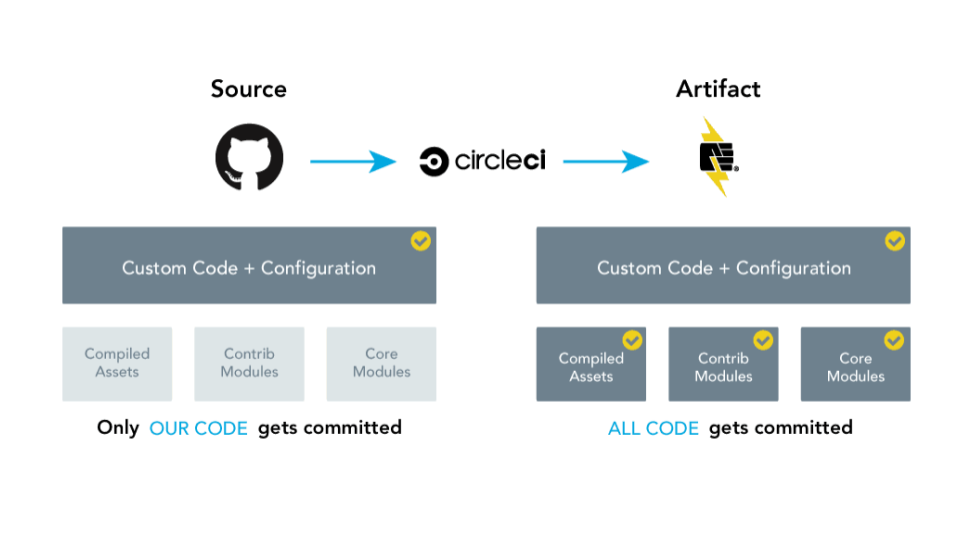 Source
Artifact
circleci
Custom Code + Configuration
Compiled
Assets
Contrib
Modules
Core
Modules
Only OUR CODE gets committed
Custom Code + Configuration
Compiled
Assets
Contrib
Modules
Core
Modules
ALL CODE gets committed